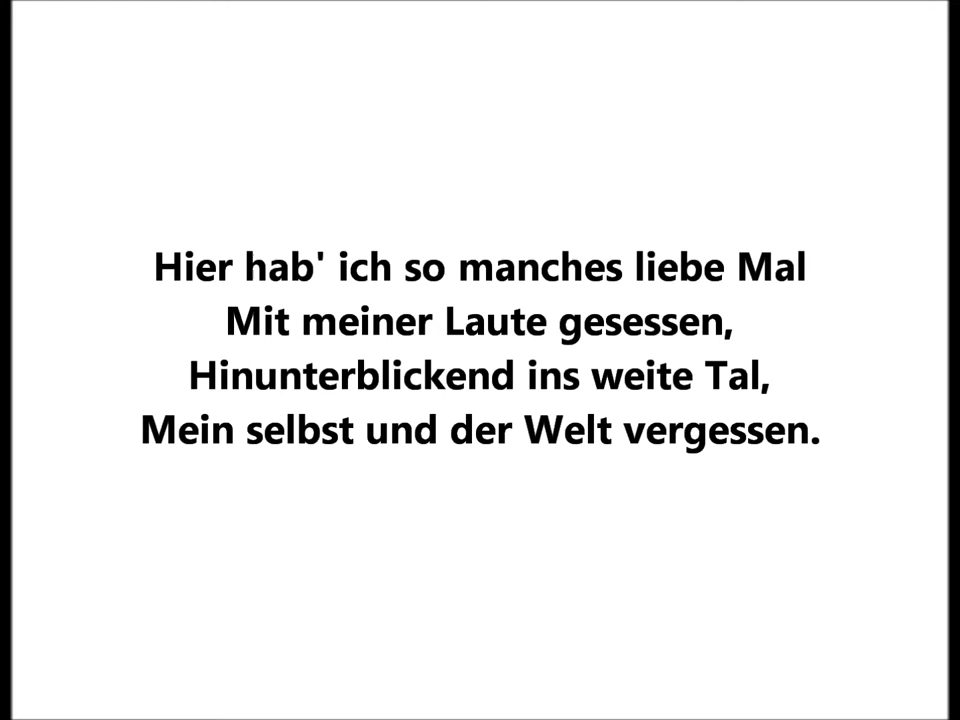 Hier hab' ich so manches liebe Mal
Mit meiner Laute gesessen,
Hinunterblickend ins weite Tal,
Mein selbst und der Welt vergessen.